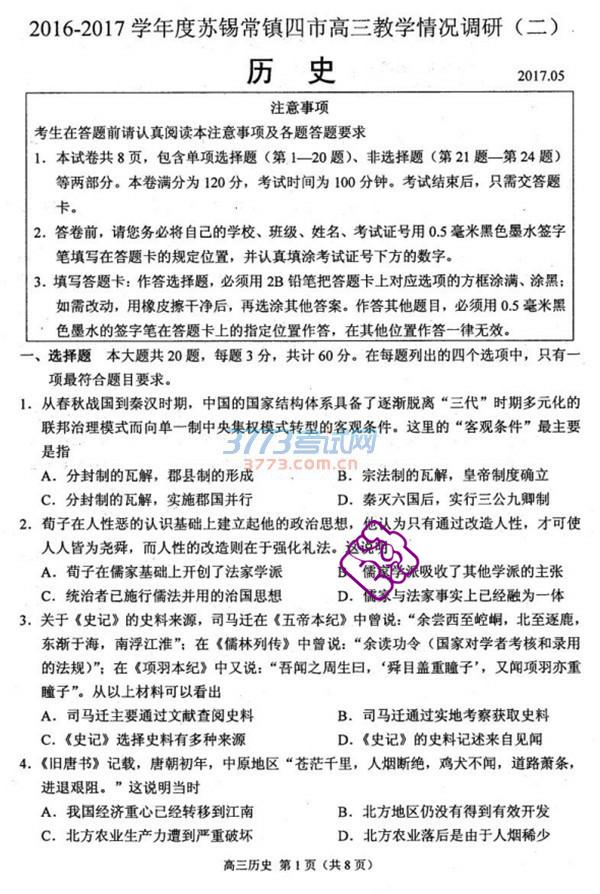 2016-2017 学年度苏锡常镇四市高三教学情况调研（二）
历 史
2017.05
注意事项
考生在答题前请认真阅读本注意事项及各题答题要求
1．本试卷共 8 页，包含单项选择题（第 1—20 题）、非选择题（第 21 题—第 24 题）
等两部分。本卷满分为 120 分，考试时间为 100 分钟。考试结束后，只需交答题
卡。
2．答卷前，请您务必将自己的学校、班级、姓名、考试证号用 0.5 毫米黑色墨水签字
笔填写在答题卡的规定位置，并认真填涂考试证号下方的数字。
3．填写答题卡：作答选择题，必须用 2B 铅笔把答题卡上对应选项的方框涂满、涂黑；
如需改动，用橡皮擦干净后，再选涂其他答案。作答其他题目，必须用 0.5 毫米黑
色墨水的签字笔在答题卡上的指定位置作答，在其他位置作答一律无效。
一、选择题 本大题共 20 题，每题 3 分，共计 60 分。在每题列出的四个选项中，只有一
项最符合题目要求。
1．从春秋战国到秦汉时期，中国的国家结构体系具备了逐渐脱离“三代”时期多元化的
联邦治理模式而向单一制中央集权模式转型的客观条件。这里的“客观条件”最主要
是指
A．分封制的瓦解，郡县制的形成 B．宗法制的瓦解，皇帝制度确立
C．分封制的瓦解，实施郡国并行 D．秦灭六国后，实行三公九卿制
3773考试网
3773.com.cn
2．荀子在人性恶的认识基础上建立起他的政治思想，他认为只有通过改造人性，才可使
人人皆为尧舜，而人性的改造则在于强化礼法。这说明
A．荀子在儒家基础上开创了法家学派 B．儒家学派吸收了其他学派的主张
C．统治者已施行儒法并用的治国思想 D．儒家与法家事实上已经融为一体
3．关于《史记》的史料来源，司马迁在《五帝本纪》中曾说：“余尝西至崆峒，北至逐鹿，
东渐于海，南浮江淮”；在《儒林列传》中曾说：“余读功令（国家对学者考核和录用
的法规）”；在《项羽本纪》中又说：“吾闻之周生曰，‘舜目盖重瞳子’，又闻项羽亦重
瞳子”。从以上材料可以看出
A．司马迁主要通过文献查阅史料 B．司马迁通过实地考察获取史料
C．《史记》选择史料有多种来源 D．《史记》的史料记述来自见闻
4．《旧唐书》记载，唐朝初年，中原地区“苍茫千里，人烟断绝，鸡犬不闻，道路萧条，
进退艰阻。”这说明当时
A．我国经济重心已经转移到江南 B．北方地区仍没有得到有效开发
C．北方农业生产力遭到严重破坏 D．北方农业落后是由于人烟稀少
高三历史 第 1 页（共 8 页）